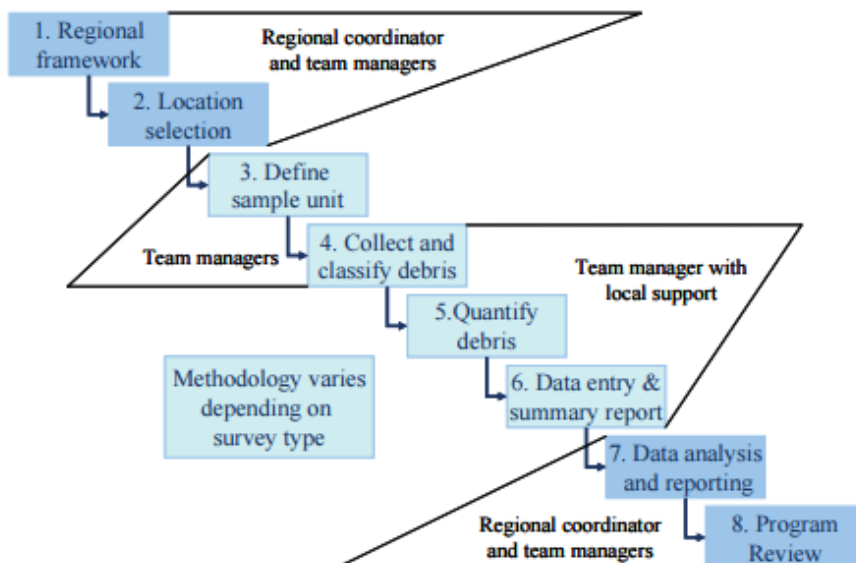 1. Regional
framework
Regional coordinator
and team managers
2. Location
selection
3. Define
sample unit
Team managers
4. Collect and
classify debris
Team manager with
local support
5.Quantify
debris
Methodology varies
depending on
survey type
6. Data entry &
summary report
7. Data analysis
and reporting
Regional coordinator
and team managers
8. Program
Review